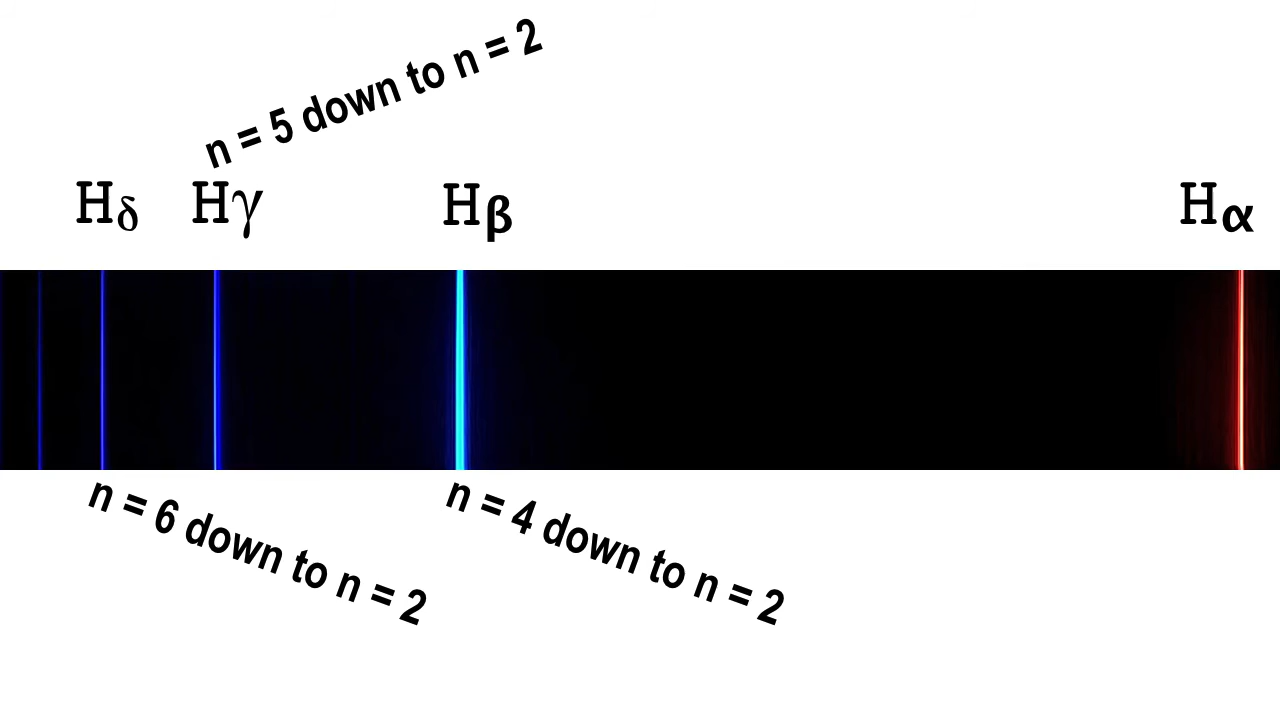 n = 5 down to n = 2
Hδ Hγ Hβ Hα
n = 6 down to n = 2
n = 4 down to n = 2